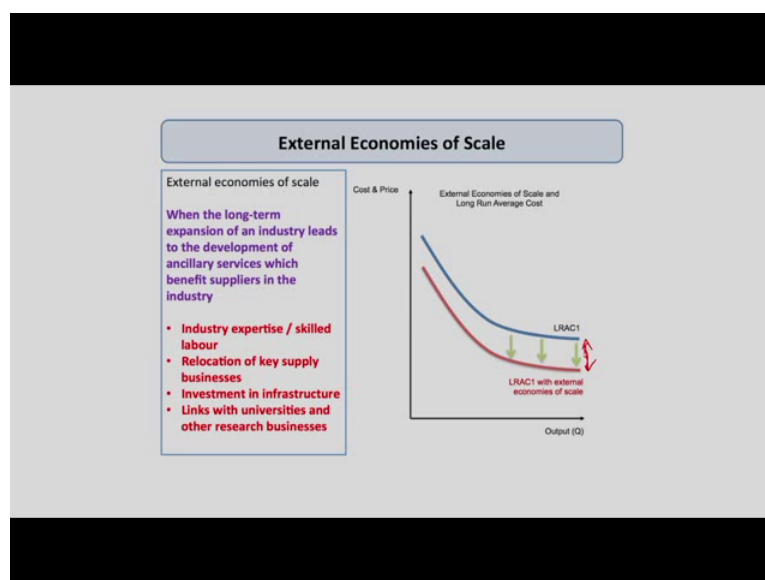 External Economies of Scale
External economies of scale
When the long-term
expansion of an industry leads
to the development of
ancillary services which
benefit suppliers in the
industry
• Industry expertise / skilled
labour
• Relocation of key supply
businesses
• Investment in infrastructure
• Links with universities and
other research businesses
Cost & Price
External Economies of Scale and
Long Run Average Cost
LRAC1
LRAC1 with external
economies of scale
Output (Q)